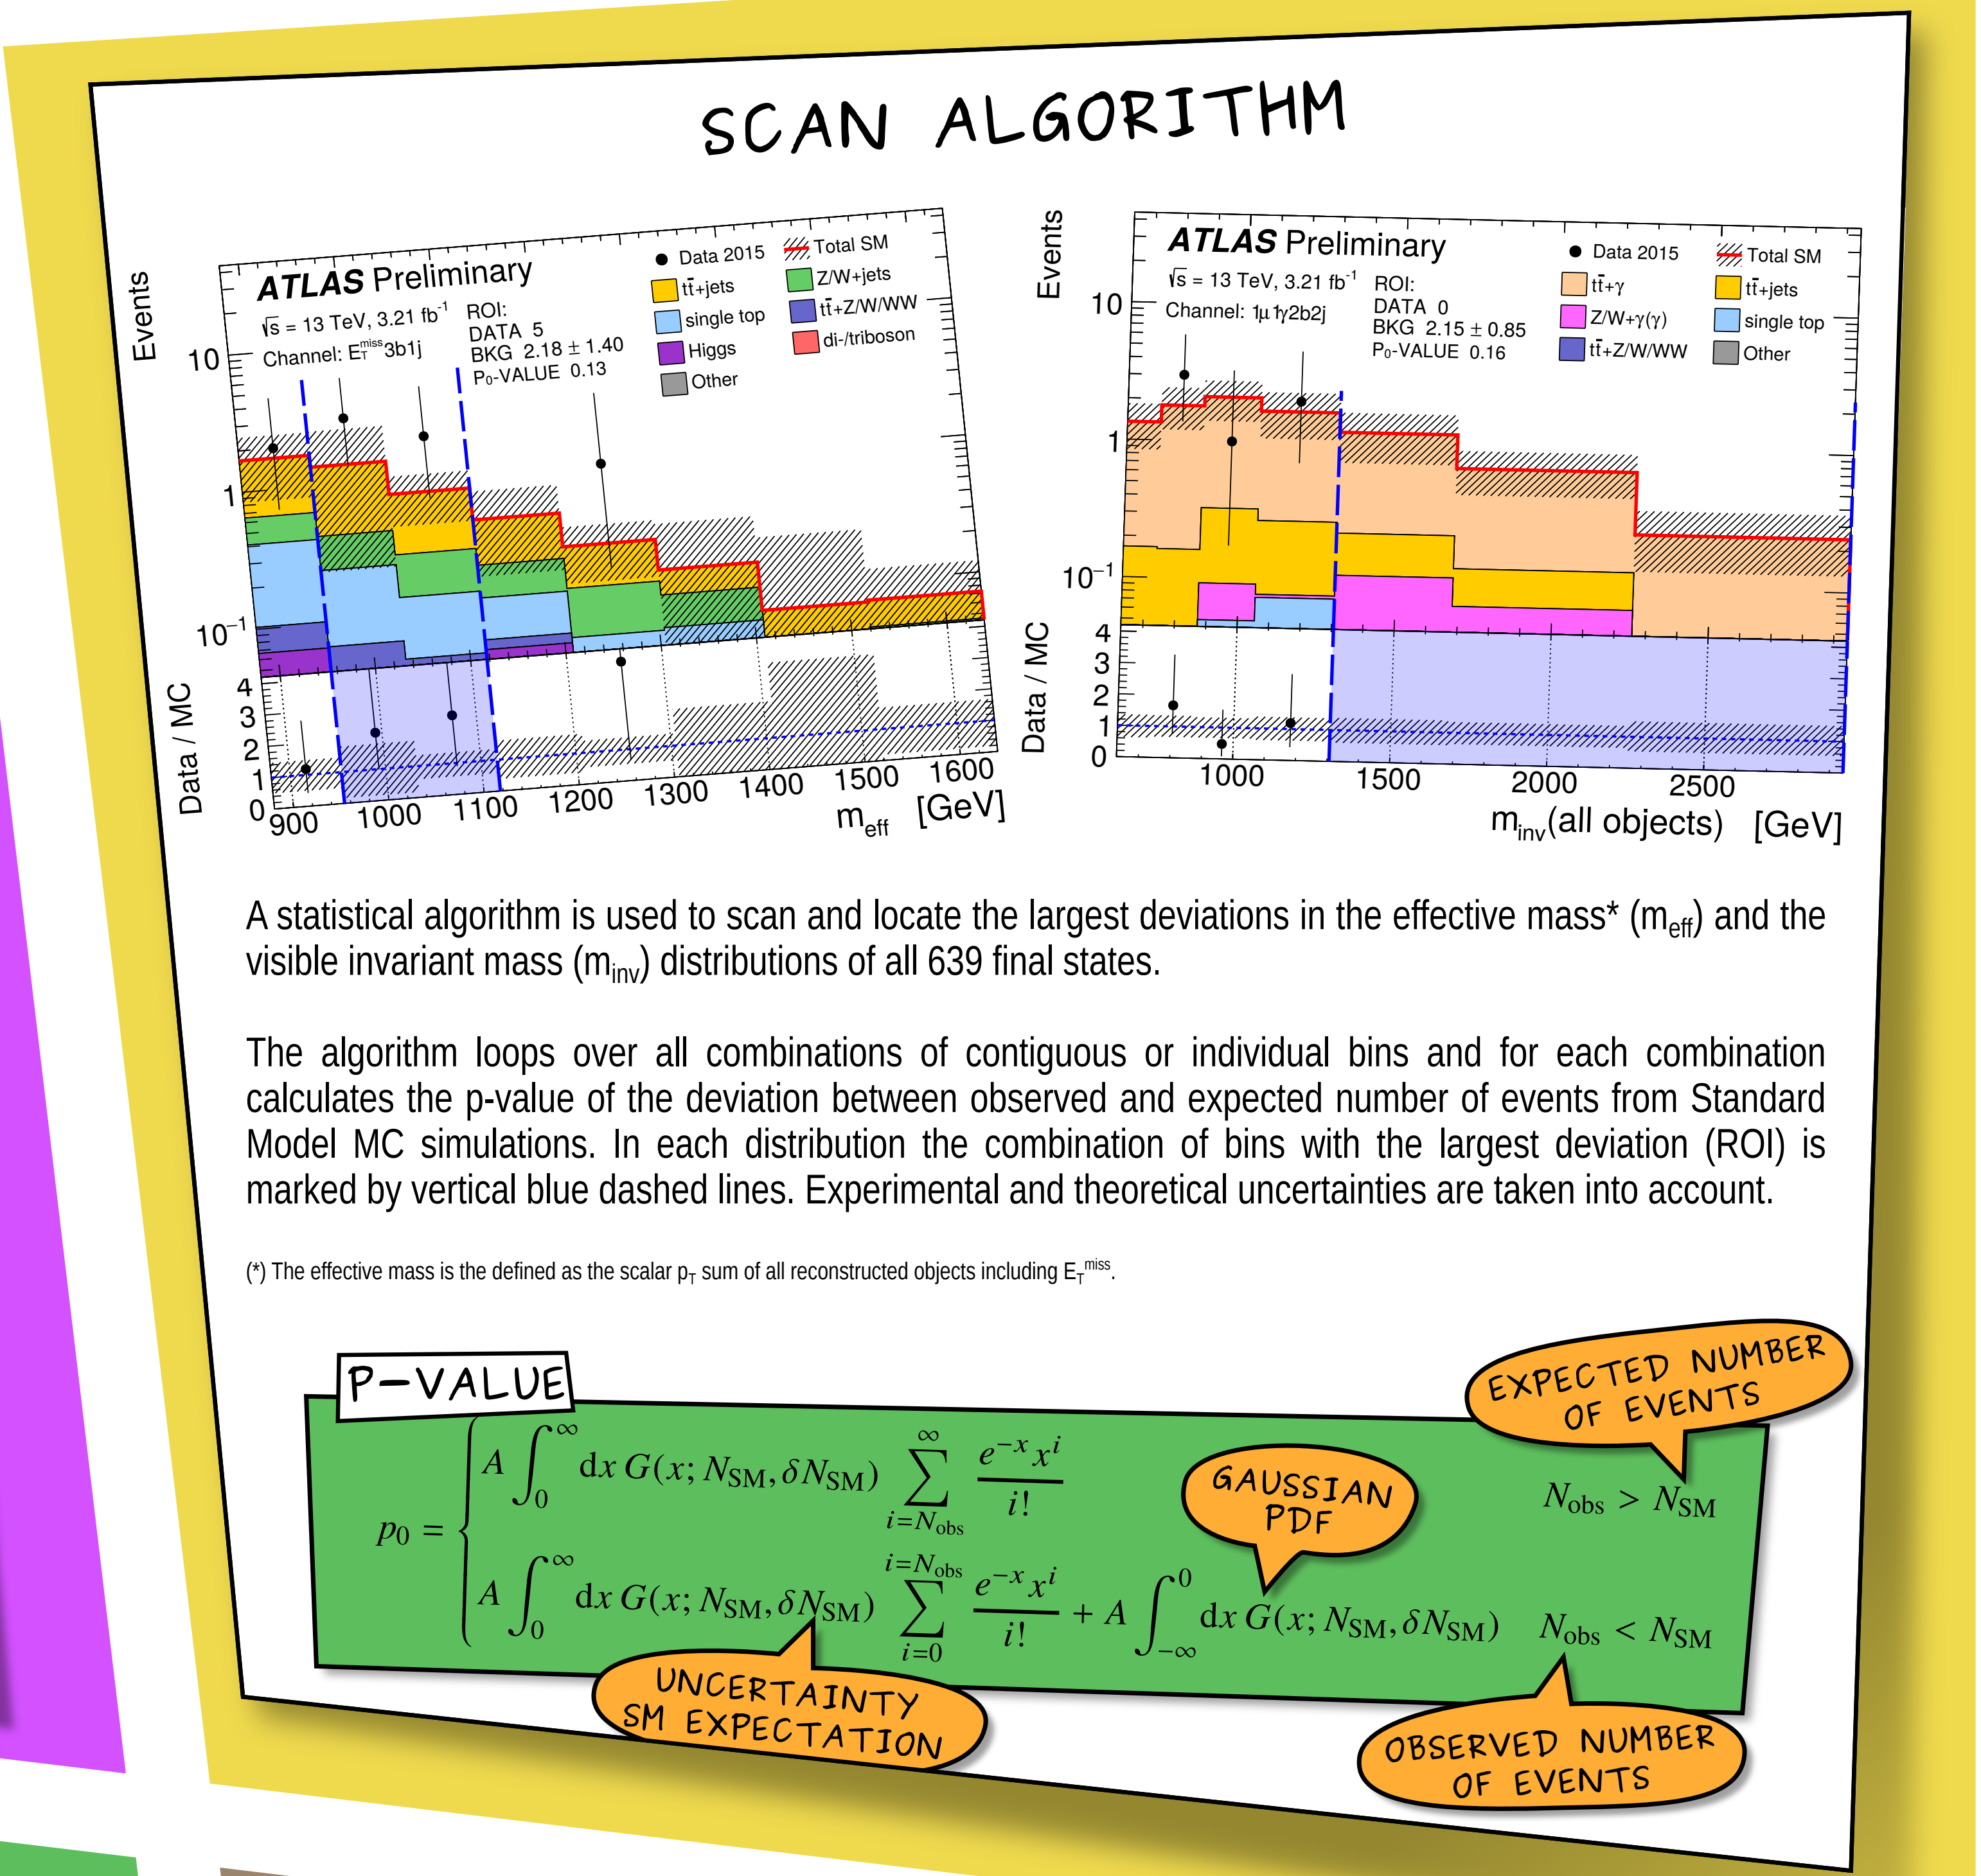 SCAN ALGORITHM
Events
10
1
10⁻¹
ATLAS Preliminary
√s = 13 TeV, 3.21 fb⁻¹
Channel: E_T^miss 3b1j
ROI:
DATA 5
BKG 2.18 ± 1.40
P₀-VALUE 0.13
Data 2015
Total SM
tt̄+jets
Z/W+jets
single top
tt̄+Z/W/WW
Higgs
di-/triboson
Other
Data / MC
4
3
2
1
0
900 1000 1100 1200 1300 1400 1500 1600
m_eff [GeV]
Events
10
1
10⁻¹
ATLAS Preliminary
√s = 13 TeV, 3.21 fb⁻¹
Channel: 1μ1γ2b2j
ROI:
DATA 0
BKG 2.15 ± 0.85
P₀-VALUE 0.16
Data 2015
Total SM
tt̄+γ
tt̄+jets
Z/W+γ(γ)
single top
tt̄+Z/W/WW
Other
Data / MC
4
3
2
1
0
1000 1500 2000 2500
m_inv(all objects) [GeV]
A statistical algorithm is used to scan and locate the largest deviations in the effective mass* (m_eff) and the
visible invariant mass (m_inv) distributions of all 639 final states.
The algorithm loops over all combinations of contiguous or individual bins and for each combination
calculates the p-value of the deviation between observed and expected number of events from Standard
Model MC simulations. In each distribution the combination of bins with the largest deviation (ROI) is
marked by vertical blue dashed lines. Experimental and theoretical uncertainties are taken into account.
(*) The effective mass is the defined as the scalar p_T sum of all reconstructed objects including E_T^miss.
P-VALUE
EXPECTED NUMBER
OF EVENTS
GAUSSIAN
PDF
p₀ = { A ∫_0^∞ dx G(x; N_SM, δN_SM) ∑_{i=N_obs}^∞ e^{−x} x^i / i! N_obs > N_SM
A ∫_0^∞ dx G(x; N_SM, δN_SM) ∑_{i=0}^{i=N_obs} e^{−x} x^i / i! + A ∫_{−∞}^0 dx G(x; N_SM, δN_SM) N_obs < N_SM
UNCERTAINTY
SM EXPECTATION
OBSERVED NUMBER
OF EVENTS